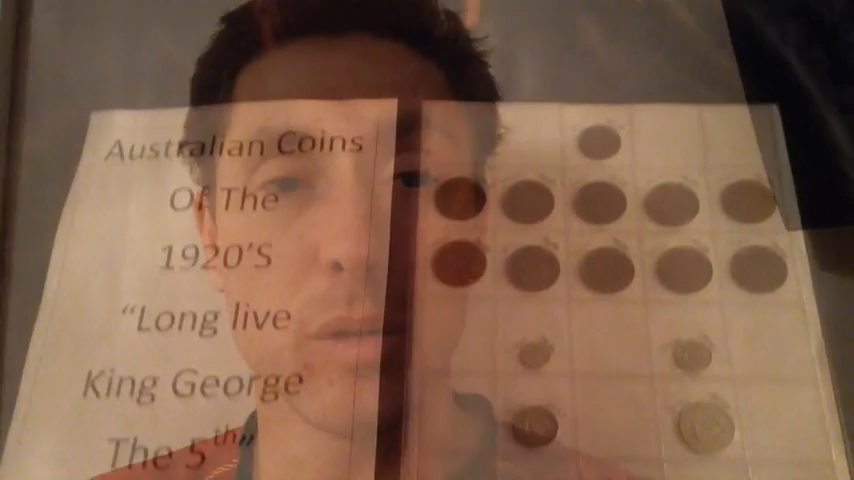 Australian Coins
Of The
1920'S
“Long live
King George
The 5th”